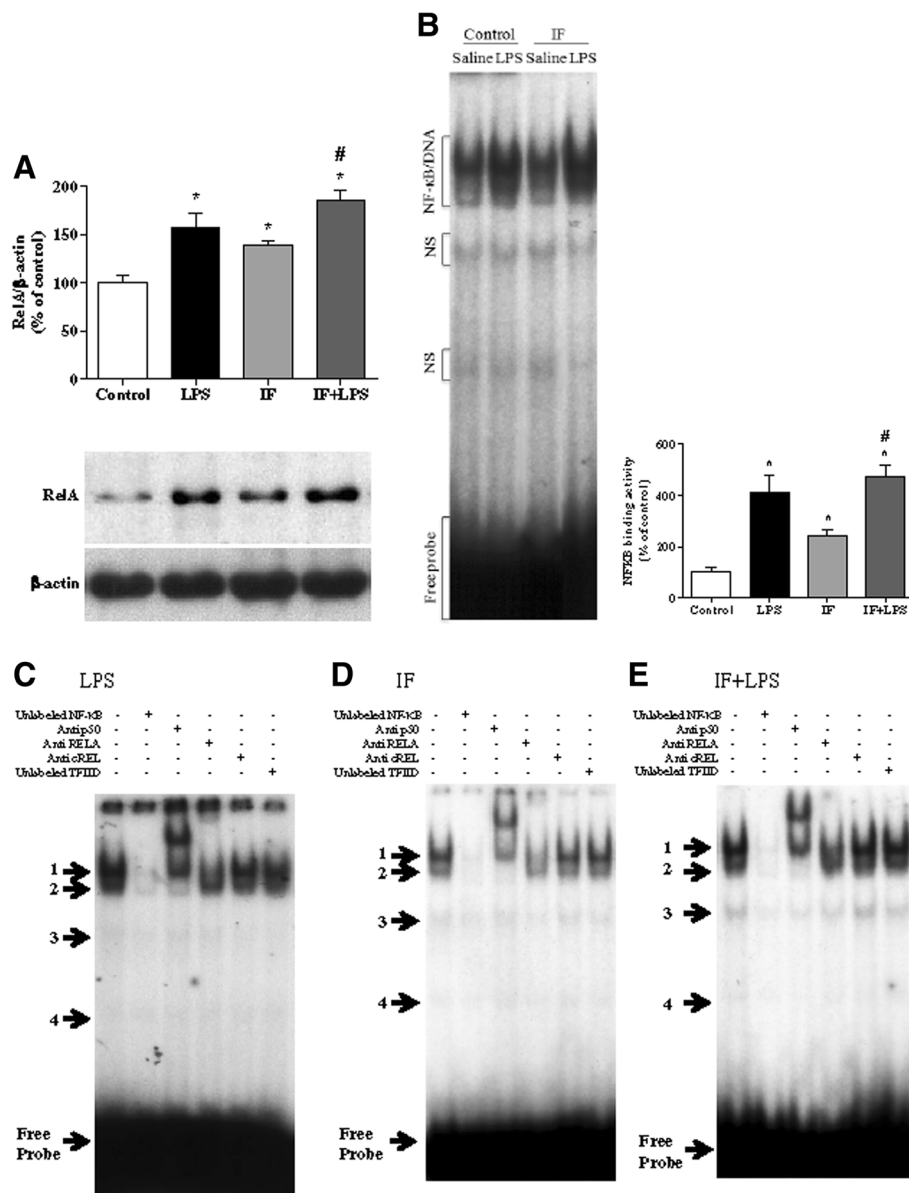 A
RelA/β-actin
(% of control)
200
150
100
50
0
*
*
#
*
Control LPS IF IF+LPS
RelA
β-actin
B
Control IF
Saline LPS Saline LPS
NF-κB/DNA
NS
NS
Free probe
NFKB binding activity
(% of control)
600
400
200
0
*
*
#
*
Control LPS IF IF+LPS
C LPS
Unlabeled NF-KB - + - - - -
Anti p50 - - + - - -
Anti RELA - - - + - -
Anti cREL - - - - + -
Unlabeled TFIID - - - - - +
1
2
3
4
Free
Probe
D IF
Unlabeled NF-KB - + - - - -
Anti p50 - - + - - -
Anti RELA - - - + - -
Anti cREL - - - - + -
Unlabeled TFIID - - - - - +
1
2
3
4
Free
Probe
E IF+LPS
Unlabeled NF-KB - + - - - -
Anti p50 - - + - - -
Anti RELA - - - + - -
Anti cREL - - - - + -
Unlabeled TFIID - - - - - +
1
2
3
4
Free
Probe